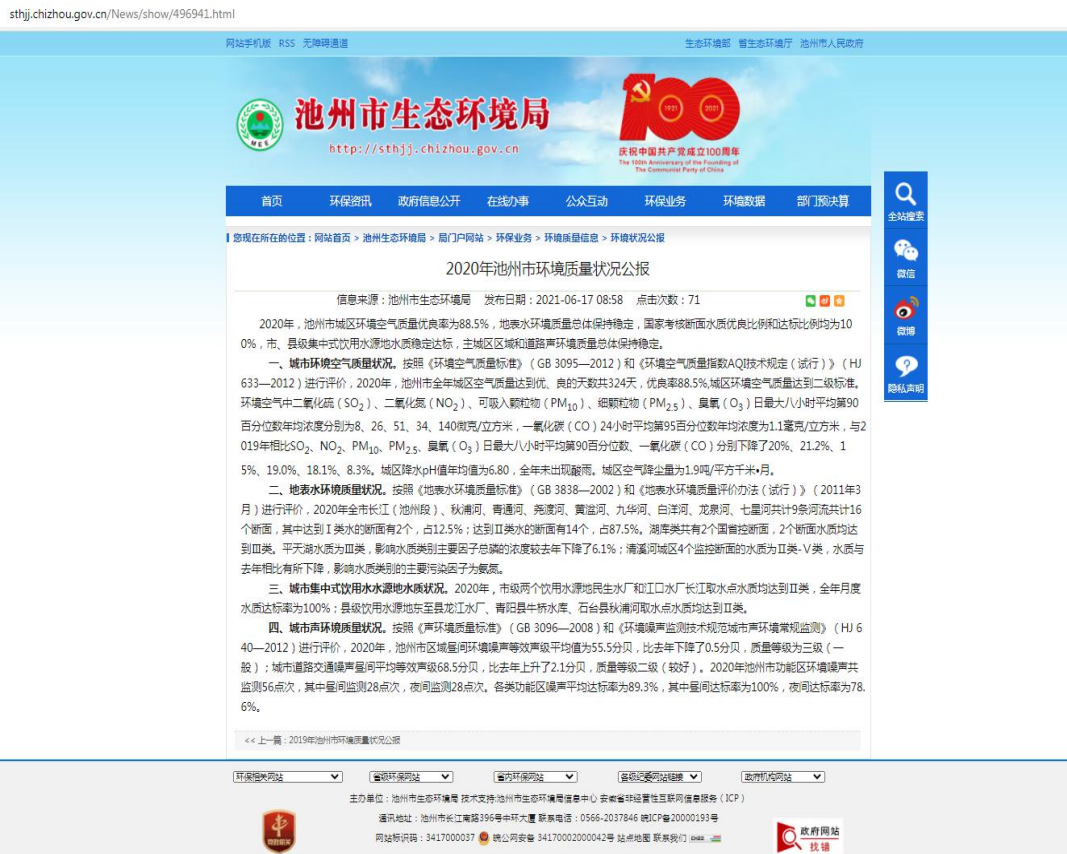 sthjj.chizhou.gov.cn/News/show/496941.html
网站手机版 RSS 无障碍通道 生态环境部 省生态环境厅 池州市人民政府
池州市生态环境局
http://sthjj.chizhou.gov.cn
MEE
1921 2021
庆祝中国共产党成立100周年
The 100th Anniversary of the Founding of
The Communist Party of China
首页 环保资讯 政府信息公开 在线办事 公众互动 环保业务 环境数据 部门预决算
全站搜索
微信
微博
隐私声明
您现在所在的位置：网站首页 > 池州生态环境局 > 局门户网站 > 环保业务 > 环境质量信息 > 环境状况公报
2020年池州市环境质量状况公报
信息来源：池州市生态环境局 发布日期：2021-06-17 08:58 点击次数：71
2020年，池州市城区环境空气质量优良率为88.5%，地表水环境质量总体保持稳定，国家考核断面水质优良比例和达标比例均为10
0%，市、县级集中式饮用水源地水质稳定达标，主城区区域和道路声环境质量总体保持稳定。
一、城市环境空气质量状况。按照《环境空气质量标准》（GB 3095—2012）和《环境空气质量指数AQI技术规定（试行）》（HJ
633—2012）进行评价，2020年，池州市全年城区空气质量达到优、良的天数共324天，优良率88.5%,城区环境空气质量达到二级标准。
环境空气中二氧化硫（SO₂）、二氧化氮（NO₂）、可吸入颗粒物（PM₁₀）、细颗粒物（PM₂.₅）、臭氧（O₃）日最大八小时平均第90
百分位数年均浓度分别为8、26、51、34、140微克/立方米，一氧化碳（CO）24小时平均第95百分位数年均浓度为1.1毫克/立方米，与2
019年相比SO₂、NO₂、PM₁₀、PM₂.₅、臭氧（O₃）日最大八小时平均第90百分位数、一氧化碳（CO）分别下降了20%、21.2%、1
5%、19.0%、18.1%、8.3%。城区降水pH值年均值为6.80，全年未出现酸雨。城区空气降尘量为1.9吨/平方千米•月。
二、地表水环境质量状况。按照《地表水环境质量标准》（GB 3838—2002）和《地表水环境质量评价办法（试行）》（2011年3
月）进行评价，2020年全市长江（池州段）、秋浦河、青通河、尧渡河、黄湓河、九华河、白洋河、龙泉河、七星河共计9条河流共计16
个断面，其中达到Ⅰ类水的断面有2个，占12.5%；达到Ⅱ类水的断面有14个，占87.5%。湖库类共有2个国省控断面，2个断面水质均达
到Ⅲ类。平天湖水质为Ⅲ类，影响水质类别主要因子总磷的浓度较去年下降了6.1%；清溪河城区4个监控断面的水质为Ⅱ类-Ⅴ类，水质与
去年相比有所下降，影响水质类别的主要污染因子为氨氮。
三、城市集中式饮用水水源地水质状况。2020年，市级两个饮用水源地民生水厂和江口水厂长江取水点水质均达到Ⅱ类，全年月度
水质达标率为100%；县级饮用水源地东至县龙江水厂、青阳县牛桥水库、石台县秋浦河取水点水质均达到Ⅱ类。
四、城市声环境质量状况。按照《声环境质量标准》（GB 3096—2008）和《环境噪声监测技术规范城市声环境常规监测》（HJ 6
40—2012）进行评价，2020年，池州市区域昼间环境噪声等效声级平均值为55.5分贝，比去年下降了0.5分贝，质量等级为三级（一
般）；城市道路交通噪声昼间平均等效声级68.5分贝，比去年上升了2.1分贝，质量等级二级（较好）。2020年池州市功能区环境噪声共
监测56点次，其中昼间监测28点次，夜间监测28点次。各类功能区噪声平均达标率为89.3%，其中昼间达标率为100%，夜间达标率为78.
6%。
<< 上一篇：2019年池州市环境质量状况公报
环保相关网站 省级环保网站 省内环保网站 各级纪委网站链接 政府机构网站
主办单位：池州市生态环境局 技术支持:池州市生态环境局信息中心 安徽省非经营性互联网信息服务（ICP）
通讯地址：池州市长江南路396号中环大厦 联系电话：0566-2037846 皖ICP备20000193号
网站标识码：3417000037 皖公网安备 34170002000042号 站点地图 联系我们
党政机关
政府网站
找错